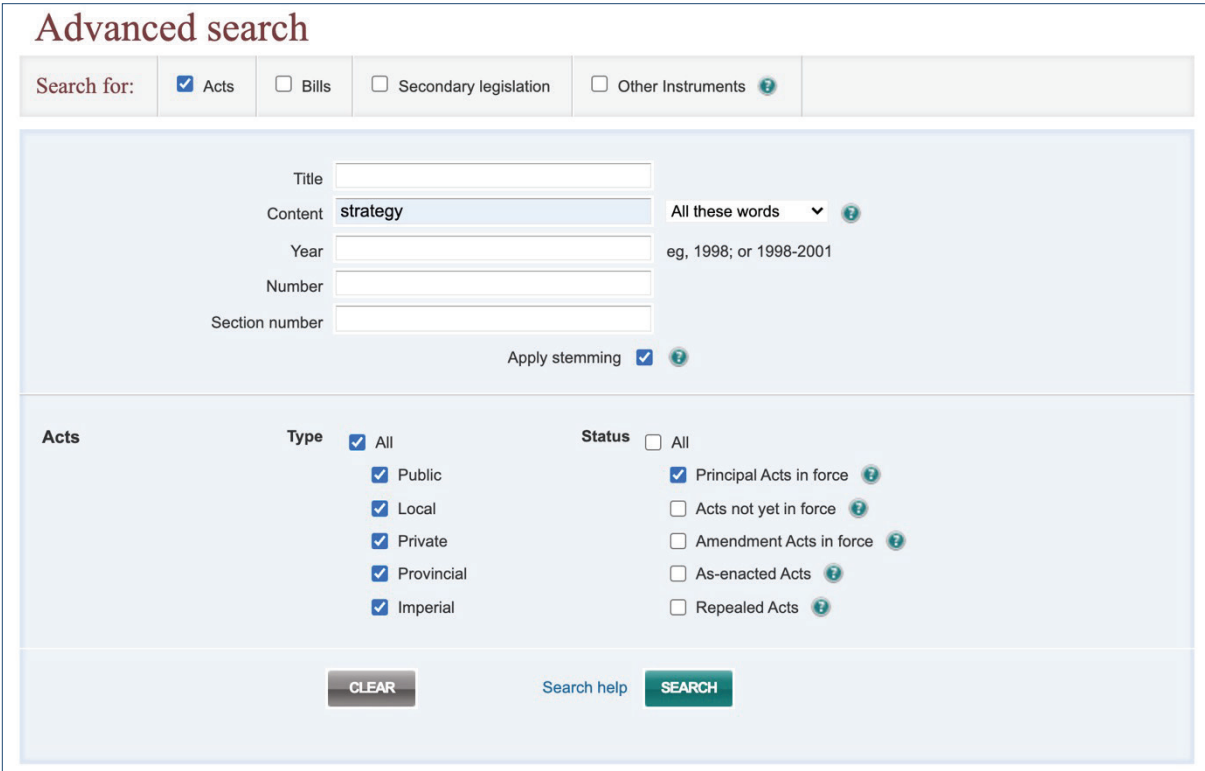 Advanced search
Search for: Acts Bills Secondary legislation Other Instruments ?
Title
Content strategy All these words ?
Year eg, 1998; or 1998-2001
Number
Section number
Apply stemming ?
Acts Type All Status All
Public Principal Acts in force ?
Local Acts not yet in force ?
Private Amendment Acts in force ?
Provincial As-enacted Acts ?
Imperial Repealed Acts ?
CLEAR Search help SEARCH